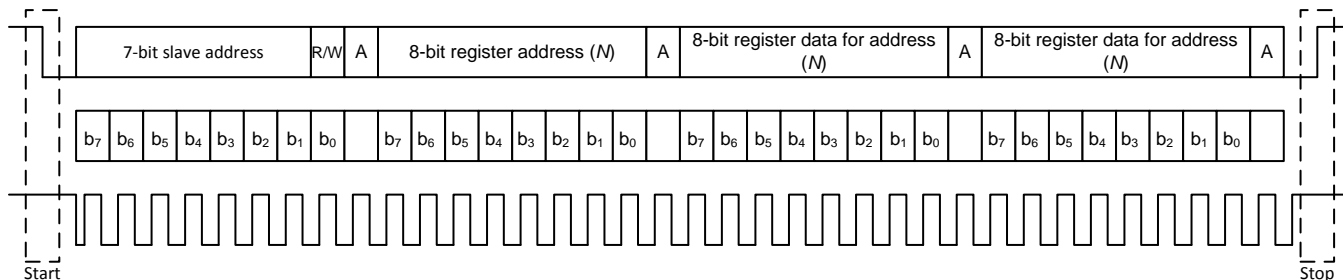 7-bit slave address R/W A 8-bit register address (N) A 8-bit register data for address (N) A 8-bit register data for address (N) A
b₇ b₆ b₅ b₄ b₃ b₂ b₁ b₀ b₇ b₆ b₅ b₄ b₃ b₂ b₁ b₀ b₇ b₆ b₅ b₄ b₃ b₂ b₁ b₀ b₇ b₆ b₅ b₄ b₃ b₂ b₁ b₀
Start Stop